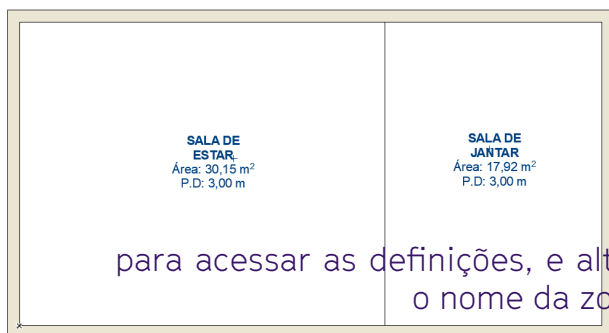 SALA DE
ESTAR
Área: 30,15 m²
P.D: 3,00 m
SALA DE
JANTAR
Área: 17,92 m²
P.D: 3,00 m
para acessar as definições, e alt
o nome da zo